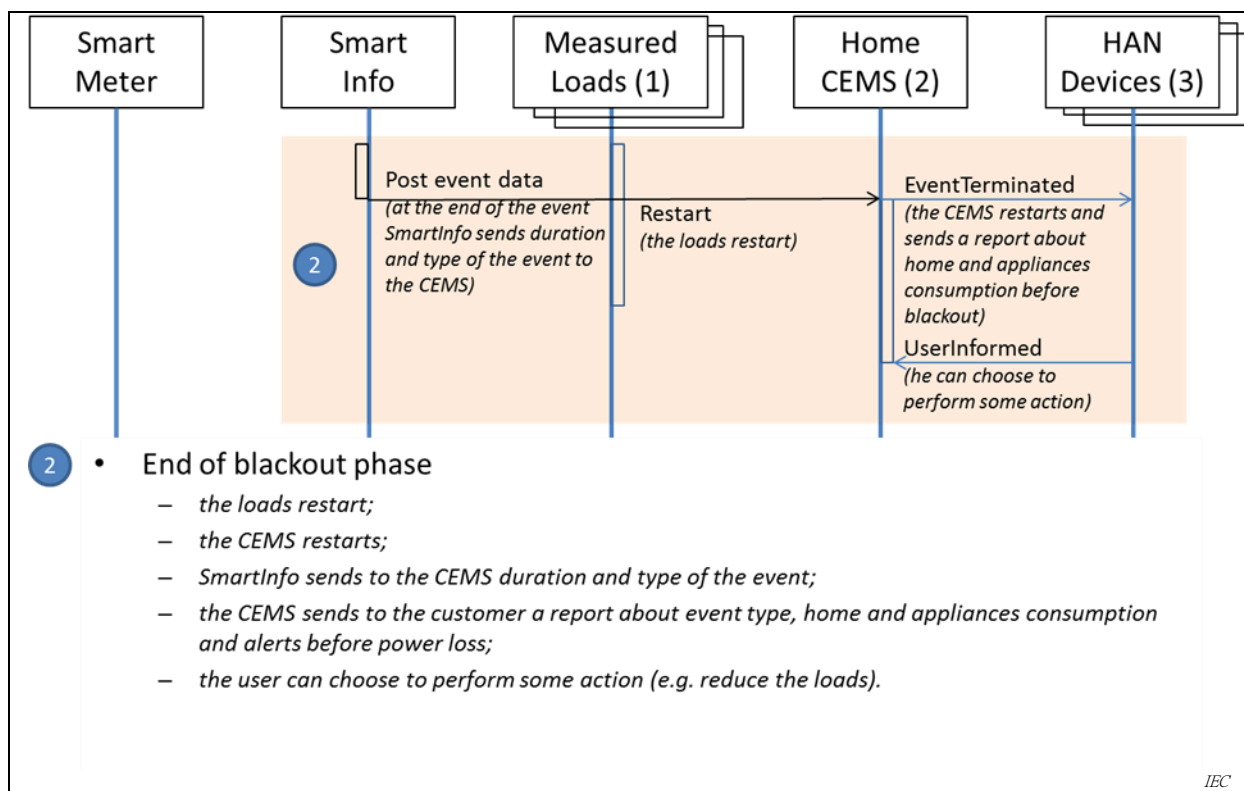 Smart
Meter
Smart
Info
Measured
Loads (1)
Home
CEMS (2)
HAN
Devices (3)
2
Post event data
(at the end of the event
SmartInfo sends duration
and type of the event to
the CEMS)
Restart
(the loads restart)
EventTerminated
(the CEMS restarts and
sends a report about
home and appliances
consumption before
blackout)
UserInformed
(he can choose to
perform some action)
2
• End of blackout phase
– the loads restart;
– the CEMS restarts;
– SmartInfo sends to the CEMS duration and type of the event;
– the CEMS sends to the customer a report about event type, home and appliances consumption
and alerts before power loss;
– the user can choose to perform some action (e.g. reduce the loads).
IEC